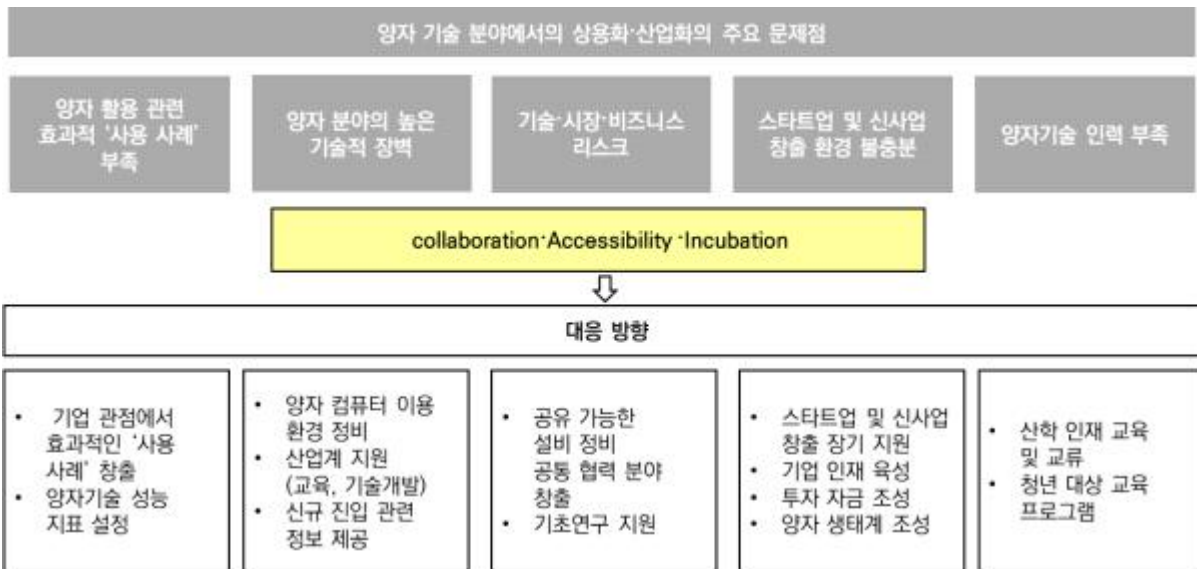 양자 기술 분야에서의 상용화·산업화의 주요 문제점
양자 활용 관련
효과적 '사용 사례'
부족
양자 분야의 높은
기술적 장벽
기술·시장·비즈니스
리스크
스타트업 및 신사업
창출 환경 불충분
양자기술 인력 부족
collaboration·Accessibility ·Incubation
대응 방향
• 기업 관점에서
효과적인 '사용
사례' 창출
• 양자기술 성능
지표 설정
• 양자 컴퓨터 이용
환경 정비
• 산업계 지원
(교육, 기술개발)
• 신규 진입 관련
정보 제공
• 공유 가능한
설비 정비
공통 협력 분야
창출
• 기초연구 지원
• 스타트업 및 신사업
창출 장기 지원
• 기업 인재 육성
• 투자 자금 조성
• 양자 생태계 조성
• 산학 인재 교육
및 교류
• 청년 대상 교육
프로그램